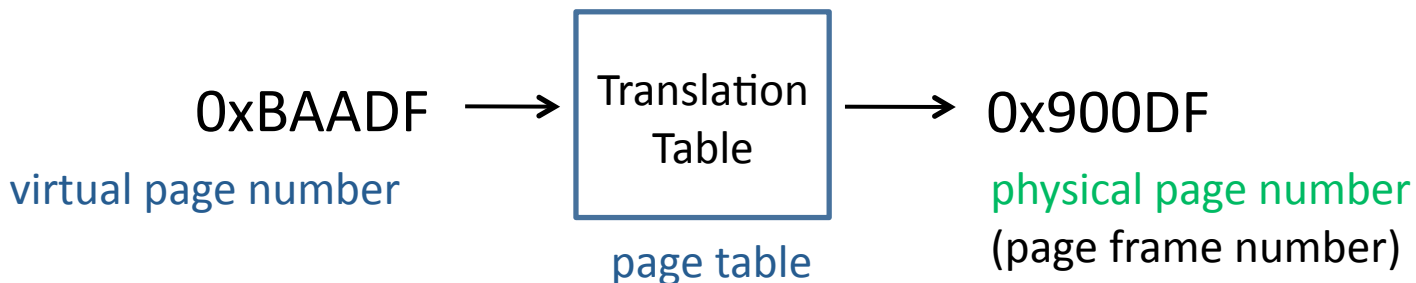 0xBAADF
virtual page number
Translation
Table
page table
0x900DF
physical page number
(page frame number)